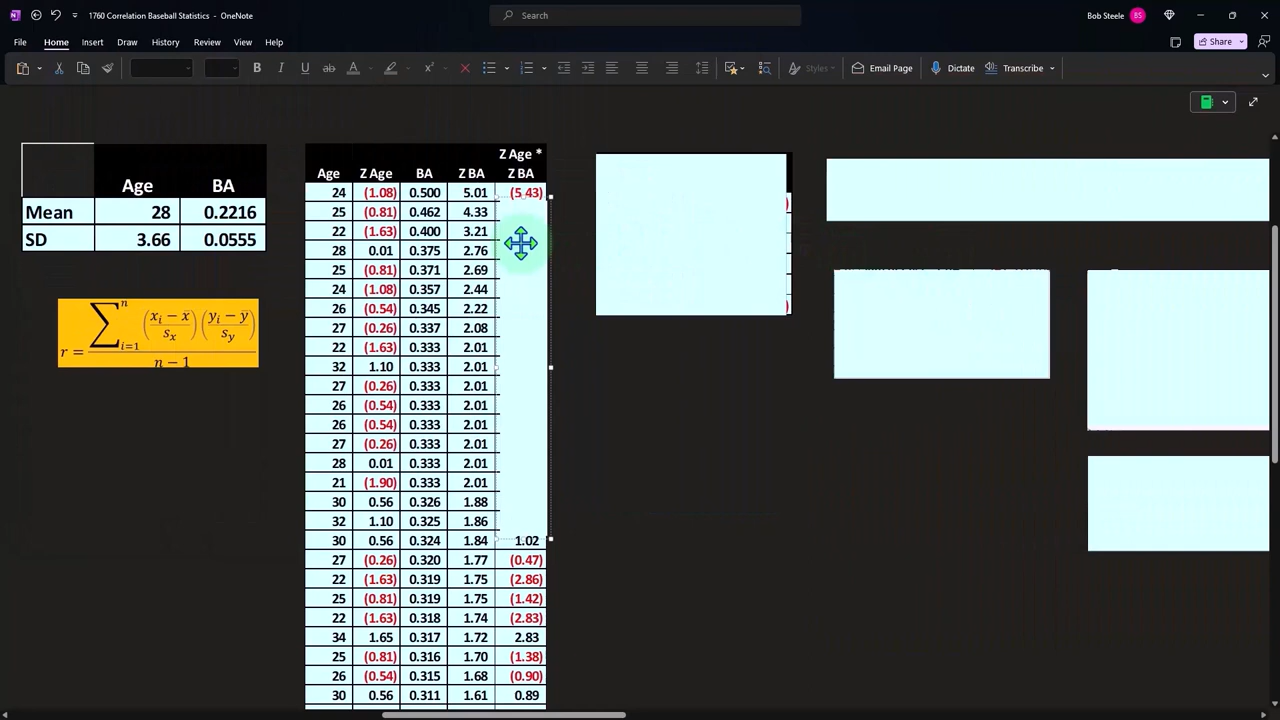 1760 Correlation Baseball Statistics - OneNote
Search
Bob Steele BS
File Home Insert Draw History Review View Help
Share
B I U ab A Styles Email Page Dictate Transcribe
Age BA
Mean 28 0.2216
SD 3.66 0.0555
r = ∑ i=1 n (xi − x̄ / sx) (yi − ȳ / sy) / n − 1
Z Age *
Age Z Age BA Z BA Z BA
24 (1.08) 0.500 5.01 (5.43)
25 (0.81) 0.462 4.33
22 (1.63) 0.400 3.21
28 0.01 0.375 2.76
25 (0.81) 0.371 2.69
24 (1.08) 0.357 2.44
26 (0.54) 0.345 2.22
27 (0.26) 0.337 2.08
22 (1.63) 0.333 2.01
32 1.10 0.333 2.01
27 (0.26) 0.333 2.01
26 (0.54) 0.333 2.01
26 (0.54) 0.333 2.01
27 (0.26) 0.333 2.01
28 0.01 0.333 2.01
21 (1.90) 0.333 2.01
30 0.56 0.326 1.88
32 1.10 0.325 1.86
30 0.56 0.324 1.84 1.02
27 (0.26) 0.320 1.77 (0.47)
22 (1.63) 0.319 1.75 (2.86)
25 (0.81) 0.319 1.75 (1.42)
22 (1.63) 0.318 1.74 (2.83)
34 1.65 0.317 1.72 2.83
25 (0.81) 0.316 1.70 (1.38)
26 (0.54) 0.315 1.68 (0.90)
30 0.56 0.311 1.61 0.89